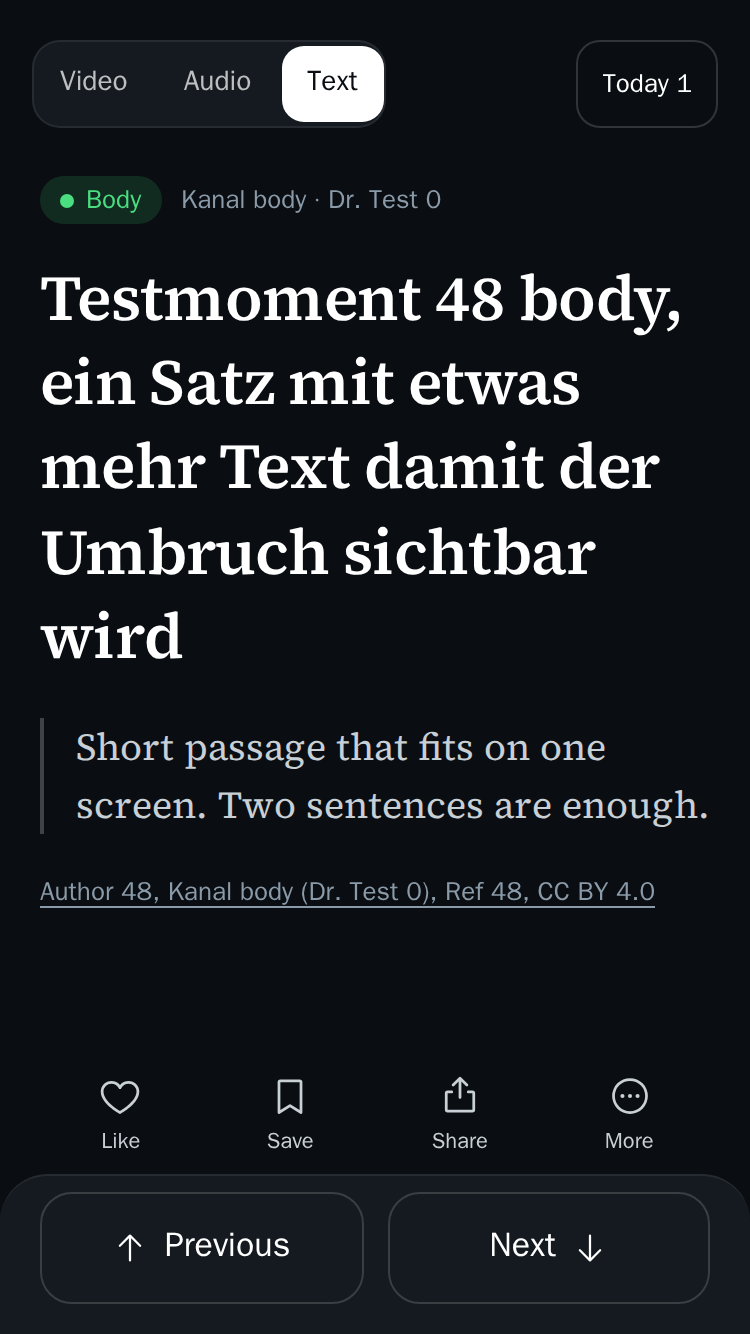 Video Audio Text Today 1
Body Kanal body · Dr. Test 0
Testmoment 48 body,
ein Satz mit etwas
mehr Text damit der
Umbruch sichtbar
wird
Short passage that fits on one
screen. Two sentences are enough.
Author 48, Kanal body (Dr. Test 0), Ref 48, CC BY 4.0
Like Save Share More
Previous Next